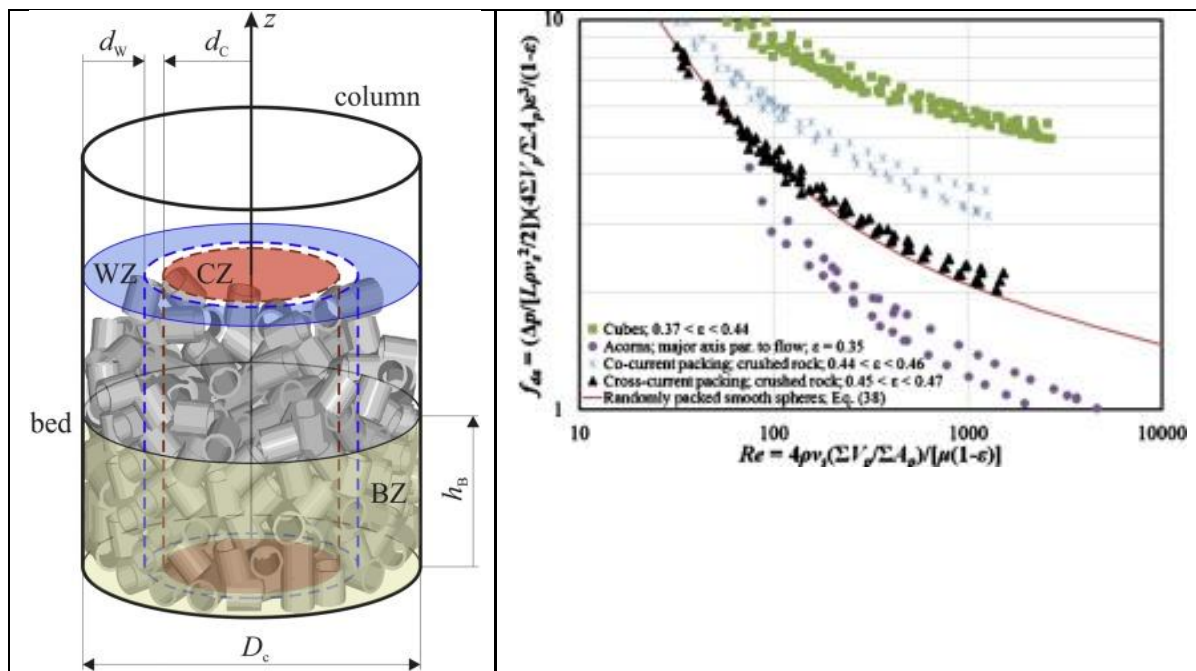 z
d_W
d_C
column
WZ
CZ
bed
BZ
h_B
D_c
f_ds = (Δp/[Lρv_s²/2])(4ΣV_p/ΣA_p)ε³/(1-ε)
10
1
Cubes; 0.37 < ε < 0.44
Acorns; major axis par. to flow; ε = 0.35
Co-current packing; crushed rock; 0.44 < ε < 0.46
Cross-current packing; crushed rock; 0.45 < ε < 0.47
Randomly packed smooth spheres; Eq. (38)
10
100
1000
10000
Re = 4ρv_s(ΣV_p/ΣA_p)/[μ(1-ε)]